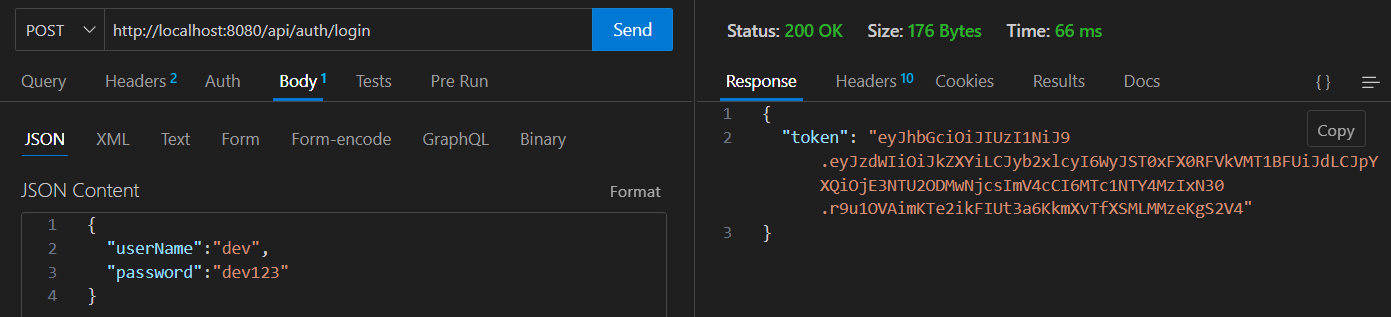 POST http://localhost:8080/api/auth/login Send
Query Headers 2 Auth Body 1 Tests Pre Run
JSON XML Text Form Form-encode GraphQL Binary
JSON Content Format
1 {
2 "userName":"dev",
3 "password":"dev123"
4 }
Status: 200 OK Size: 176 Bytes Time: 66 ms
Response Headers 10 Cookies Results Docs { }
1 {
Copy
2 "token": "eyJhbGciOiJIUzI1NiJ9
.eyJzdWIiOiJkZXYiLCJyb2xlcyI6WyJST0xFX0RFVkVMT1BFUiJdLCJpY
XQiOjE3NTU2ODMwNjcsImV4cCI6MTc1NTY4MzIxN30
.r9u1OVAimKTe2ikFIUt3a6KkmXvTfXSMLMMzeKgS2V4"
3 }